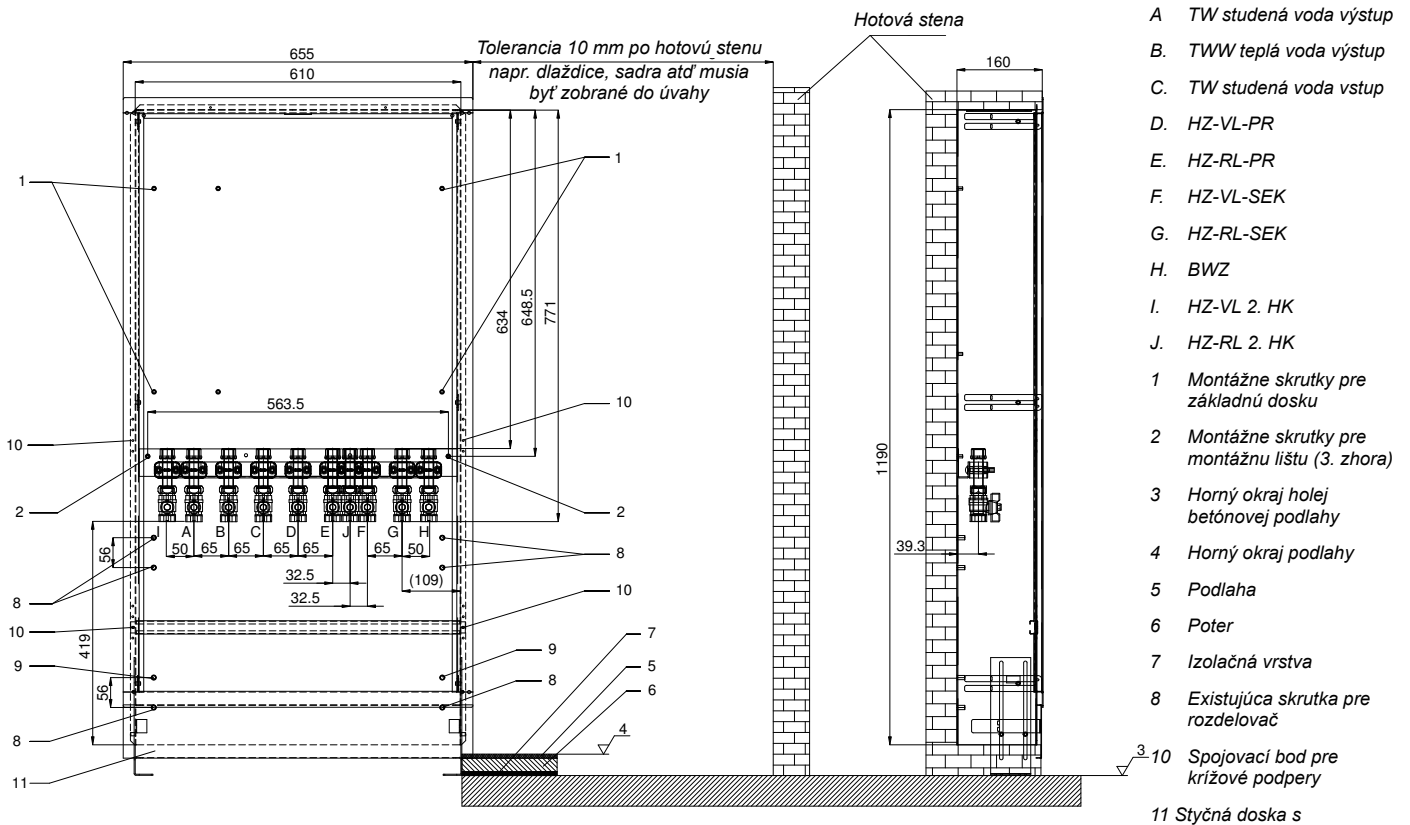 Hotová stena
655
Tolerancia 10 mm po hotovú stenu
610
napr. dlaždice, sadra atď musia
byť zobrané do úvahy
160
1
1
634
648.5
771
1190
563.5
10
10
2
2
I A B C D E J F G H
50 65 65 65 65 65 50
56
8
39.3
32.5
(109)
32.5
8
10
10
419
7
9
9
5
56
8
6
4
8
3
11
A TW studená voda výstup
B. TWW teplá voda výstup
C. TW studená voda vstup
D. HZ-VL-PR
E. HZ-RL-PR
F. HZ-VL-SEK
G. HZ-RL-SEK
H. BWZ
I. HZ-VL 2. HK
J. HZ-RL 2. HK
1 Montážne skrutky pre
základnú dosku
2 Montážne skrutky pre
montážnu lištu (3. zhora)
3 Horný okraj holej
betónovej podlahy
4 Horný okraj podlahy
5 Podlaha
6 Poter
7 Izolačná vrstva
8 Existujúca skrutka pre
rozdelovač
10 Spojovací bod pre
krížové podpery
11 Styčná doska s